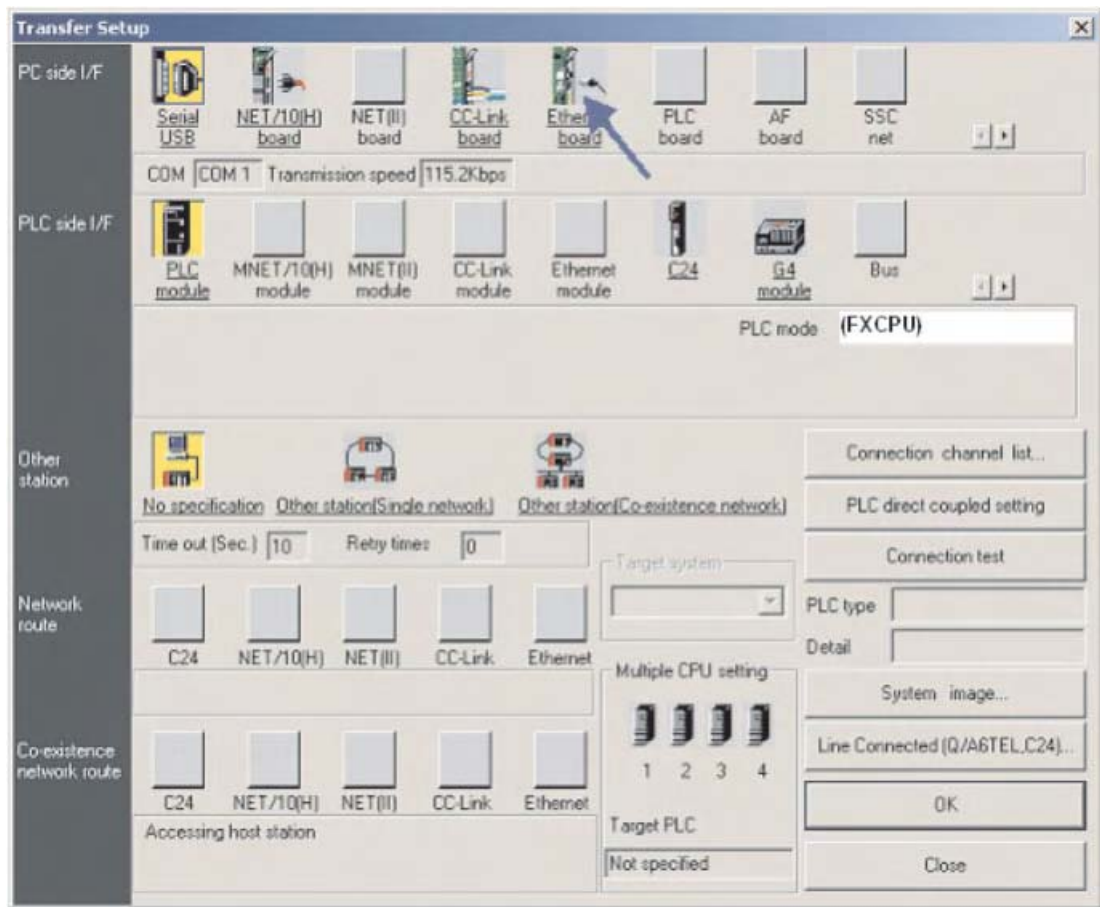 Transfer Setup
PC side I/F
Serial USB
NET/10(H) board
NET(II) board
CC-Link board
Ethernet board
PLC board
AF board
SSC net
COM COM 1 Transmission speed 115.2Kbps
PLC side I/F
PLC module
MNET/10(H) module
MNET(II) module
CC-Link module
Ethernet module
C24
G4 module
Bus
PLC mode (FXCPU)
Other station
No specification
Other station(Single network)
Other station(Co-existence network)
Time out (Sec.) 10 Retry times 0
Target system
Connection channel list...
PLC direct coupled setting
Connection test
PLC type
Detail
System image...
Line Connected (Q/A6TEL,C24)...
OK
Close
Network route
C24 NET/10(H) NET(II) CC-Link Ethernet
Multiple CPU setting
1 2 3 4
Target PLC
Not specified
Co-existence network route
C24 NET/10(H) NET(II) CC-Link Ethernet
Accessing host station